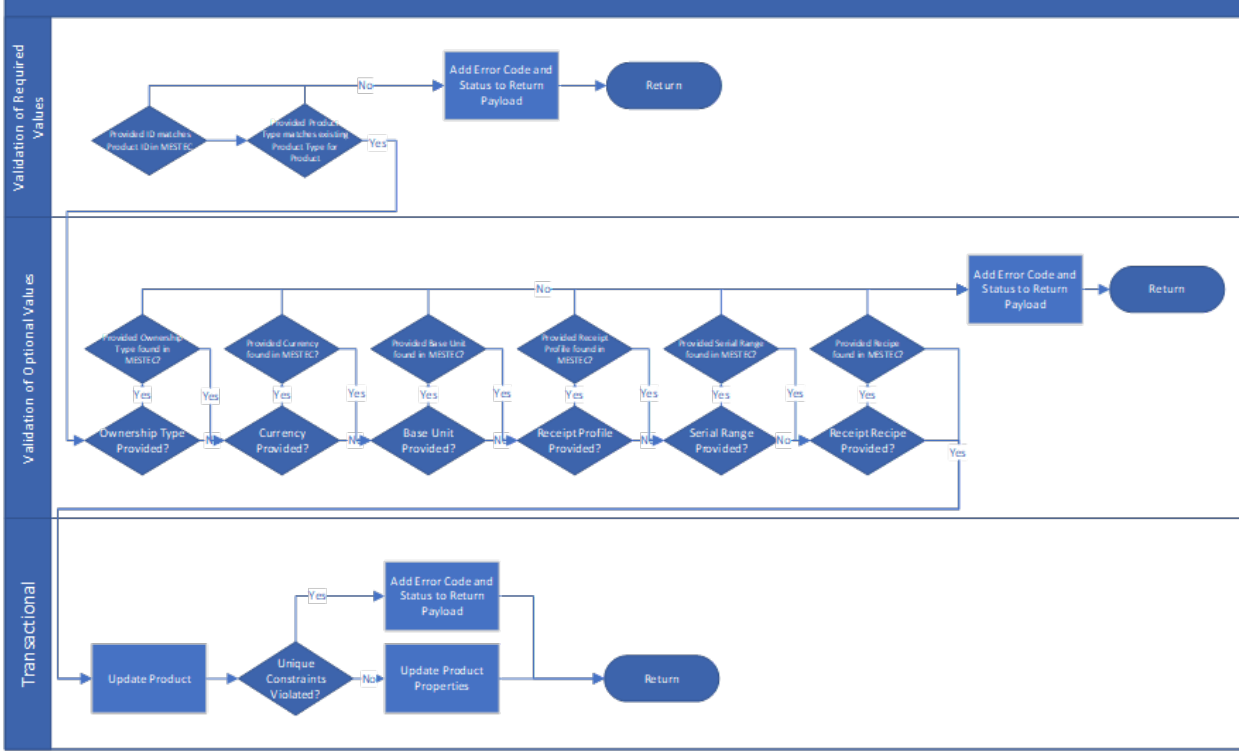 Validation of Required
Values
Add Error Code and
Status to Return
Payload
Return
No
Provided ID matches
Product ID in MESTEC
Provided Product
Type matches existing
Product Type for
Product
Yes
Validation of Optional Values
Add Error Code and
Status to Return
Payload
Return
No
Provided Ownership
Type found in
MESTEC?
Provided Currency
found in MESTEC?
Provided Base Unit
found in MESTEC?
Provided Receipt
Profile found in
MESTEC?
Provided Serial Range
found in MESTEC?
Provided Recipe
found in MESTEC?
Yes
Yes
Yes
Yes
Yes
Yes
Yes
Yes
Yes
Yes
Yes
Ownership Type
Provided?
No
Currency
Provided?
No
Base Unit
Provided?
No
Receipt Profile
Provided?
No
Serial Range
Provided?
No
Receipt Recipe
Provided?
Yes
Transactional
Add Error Code and
Status to Return
Payload
Yes
Update Product
Unique
Constraints
Violated?
No
Update Product
Properties
Return